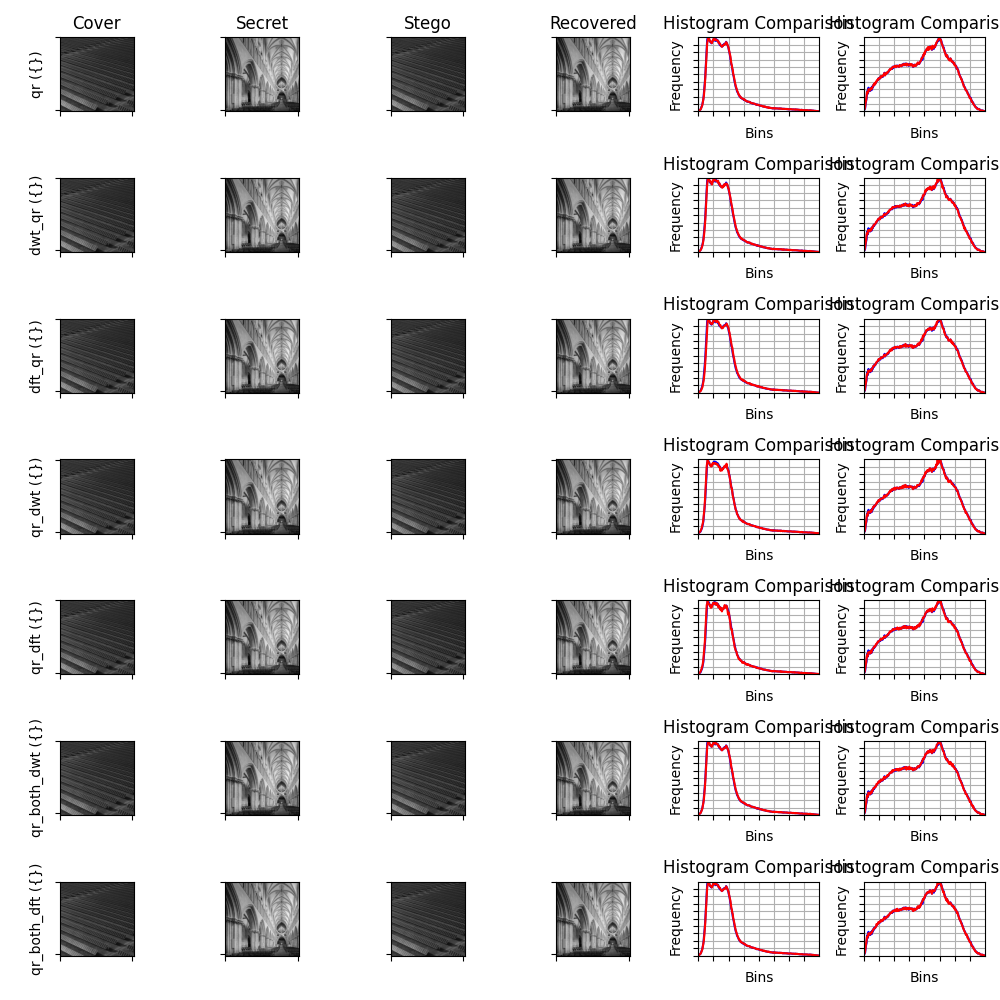 Cover Secret Stego Recovered Histogram Comparison Histogram Comparis
qr ({}) Frequency Frequency
Bins Bins
Histogram Comparison Histogram Comparis
dwt_qr ({}) Frequency Frequency
Bins Bins
Histogram Comparison Histogram Comparis
dft_qr ({}) Frequency Frequency
Bins Bins
Histogram Comparison Histogram Comparis
qr_dwt ({}) Frequency Frequency
Bins Bins
Histogram Comparison Histogram Comparis
qr_dft ({}) Frequency Frequency
Bins Bins
Histogram Comparison Histogram Comparis
qr_both_dwt ({}) Frequency Frequency
Bins Bins
Histogram Comparison Histogram Comparis
qr_both_dft ({}) Frequency Frequency
Bins Bins